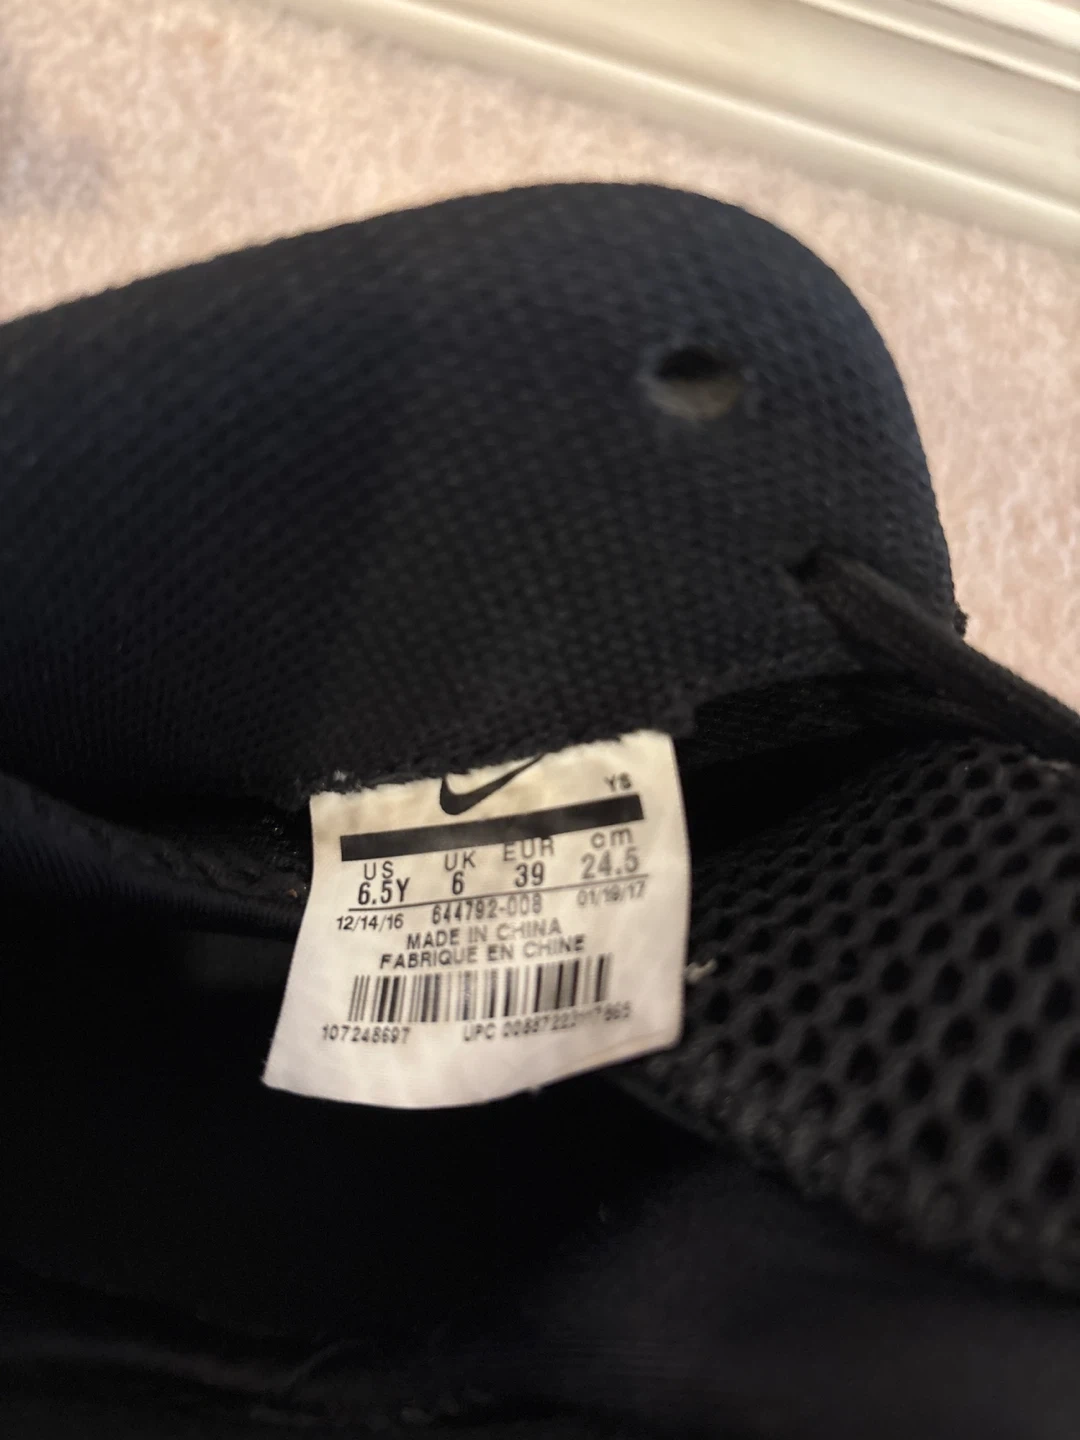 YS
US UK EUR cm
6.5Y 6 39 24.5
12/14/16 644792-008 01/19/17
MADE IN CHINA
FABRIQUE EN CHINE
107248697 UPC